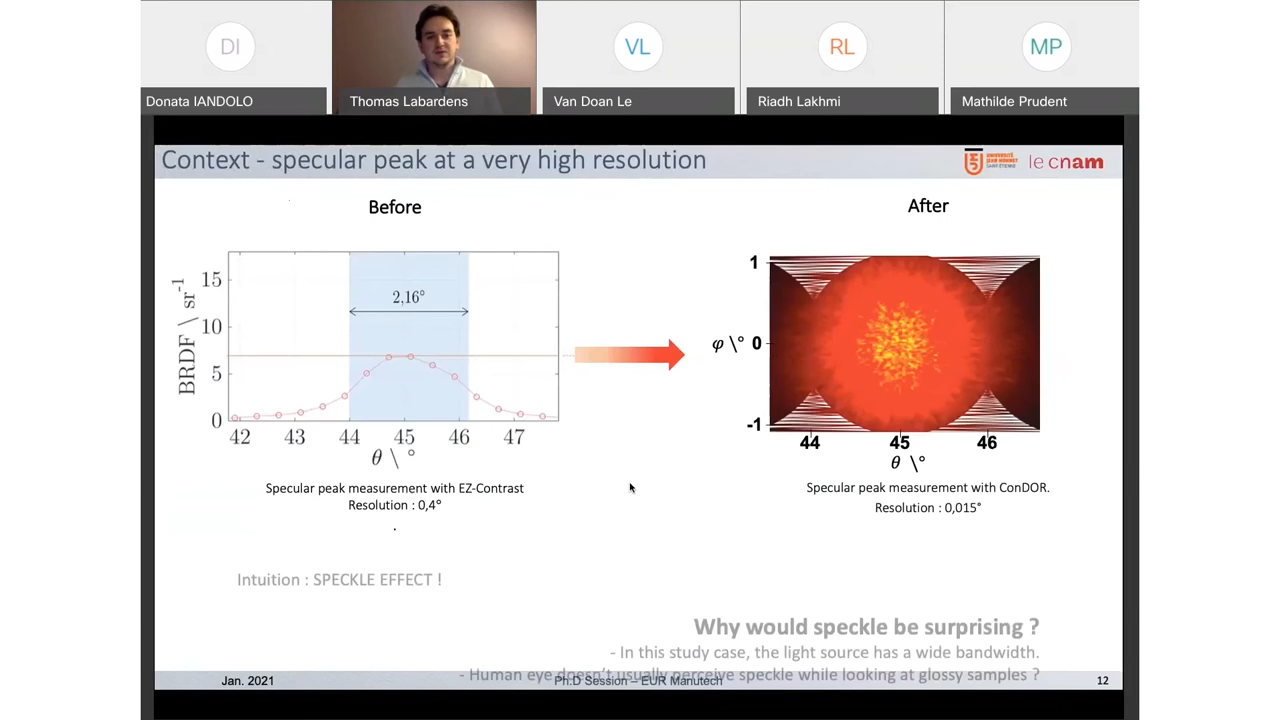 DI
VL
RL
MP
Donata IANDOLO
Thomas Labardens
Van Doan Le
Riadh Lakhmi
Mathilde Prudent
Context - specular peak at a very high resolution
UNIVERSITÉ
JEAN MONNET
SAINT-ÉTIENNE
le cnam
Before
After
BRDF \ sr-1
15
10
5
0
2,16°
42 43 44 45 46 47
θ \ °
φ \°
1
0
-1
44 45 46
θ \°
Specular peak measurement with EZ-Contrast
Resolution : 0,4°
Specular peak measurement with ConDOR.
Resolution : 0,015°
Intuition : SPECKLE EFFECT !
Why would speckle be surprising ?
- In this study case, the light source has a wide bandwidth.
- Human eye doesn't usually perceive speckle while looking at glossy samples ?
Jan. 2021
Ph.D Session – EUR Manutech
12